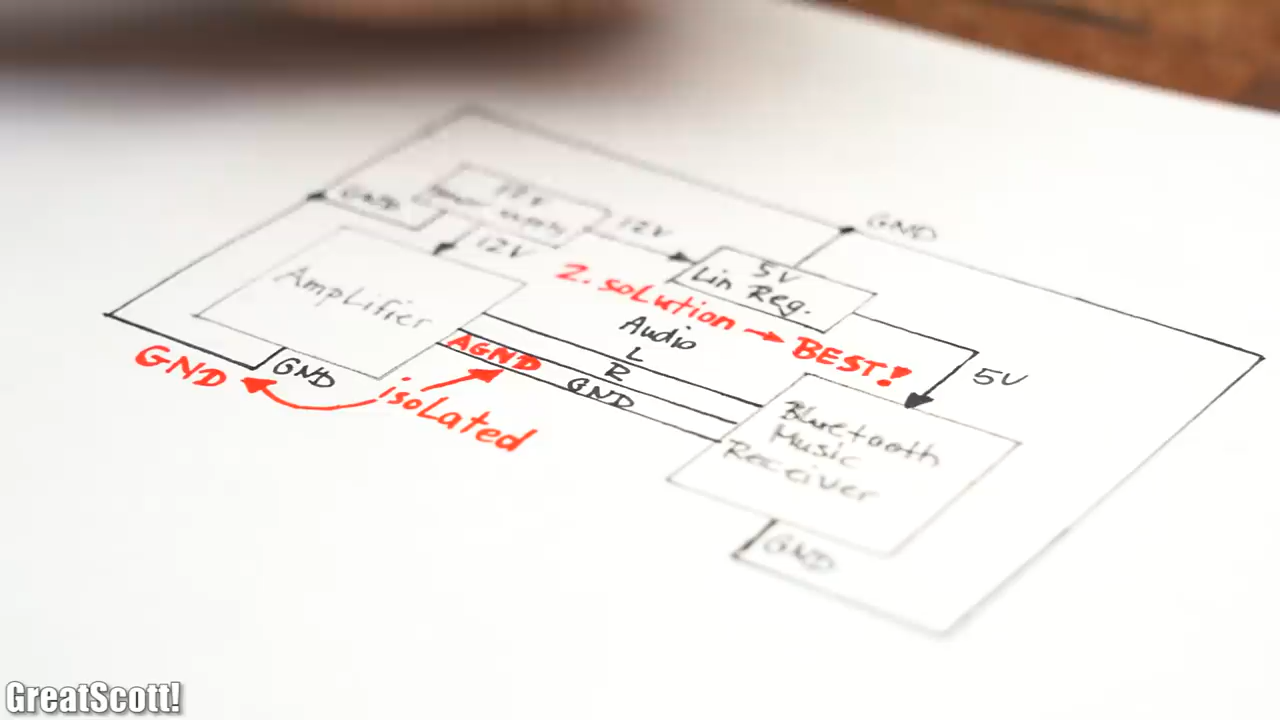 GND
12V
12V
GND
5V
Lin Reg.
2. solution → BEST!
Amplifier
Audio
L
R
GND
AGND
GND
GND
isolated
5V
Bluetooth
Music
Receiver
GND
GreatScott!